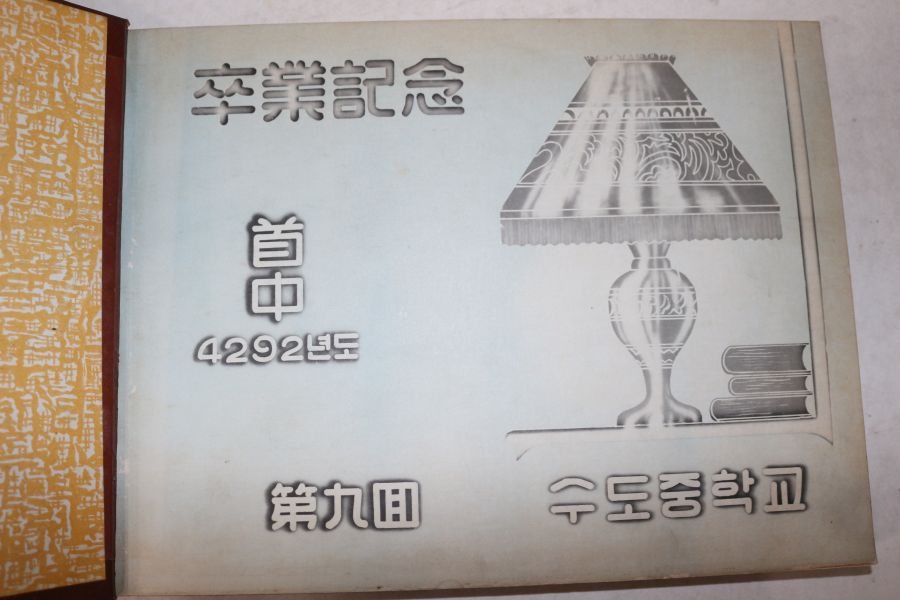 卒業記念
首
中
4292년도
第九回
수도중학교